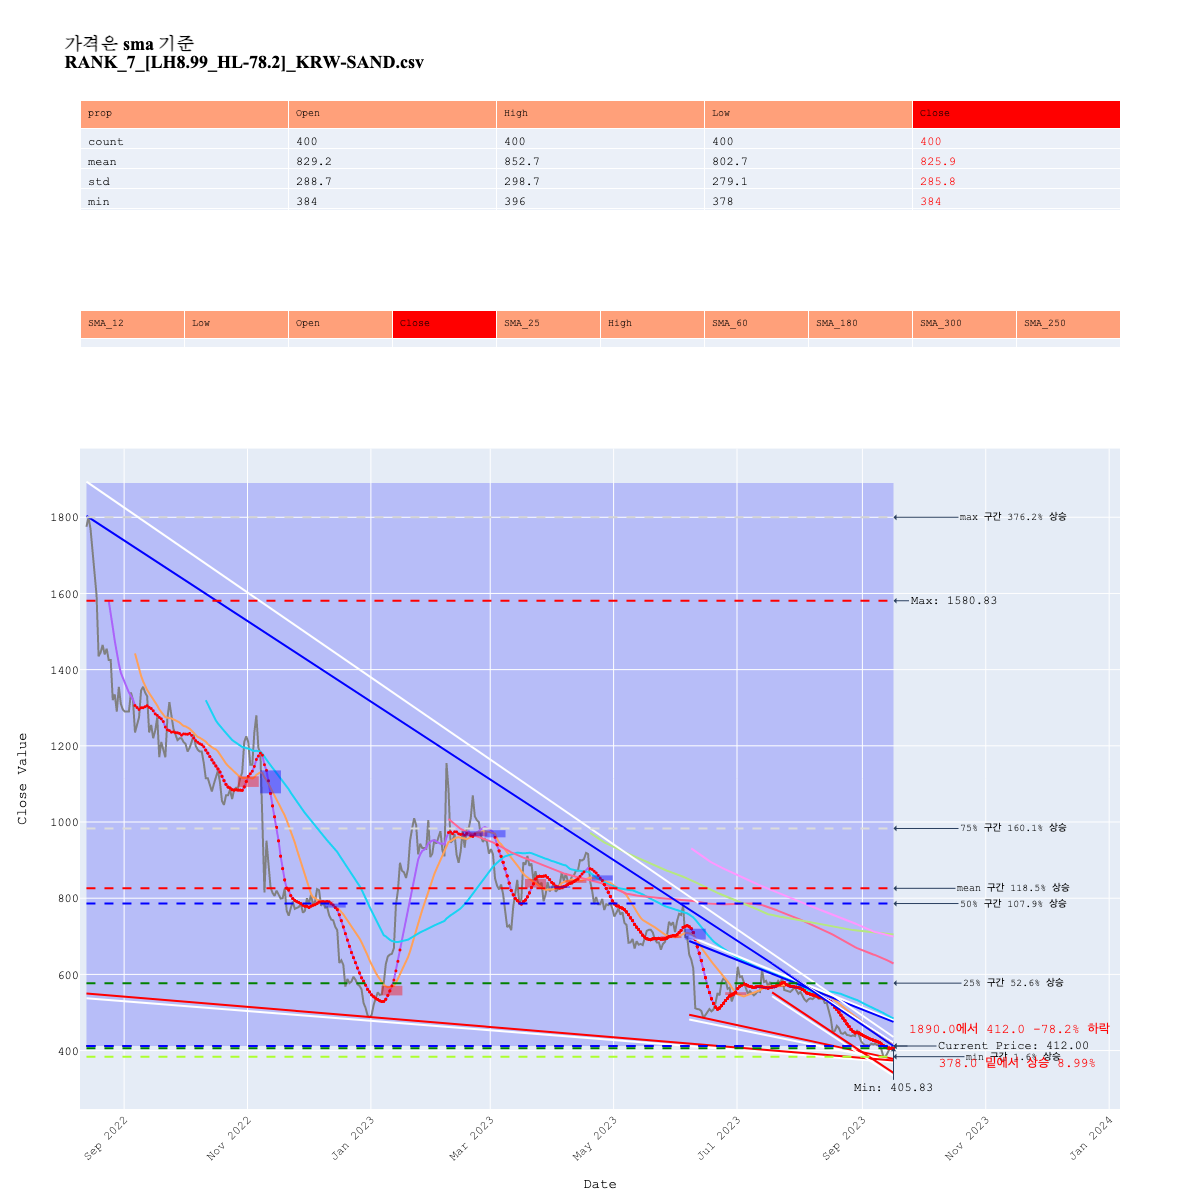 가격은 sma 기준
RANK_7_[LH8.99_HL-78.2]_KRW-SAND.csv
prop Open High Low Close
count 400 400 400 400
mean 829.2 852.7 802.7 825.9
std 288.7 298.7 279.1 285.8
min 384 396 378 384
SMA_12 Low Open Close SMA_25 High SMA_60 SMA_180 SMA_300 SMA_250
1800
max 구간 376.2% 상승
1600
Max: 1580.83
1400
1200
1000
75% 구간 160.1% 상승
mean 구간 118.5% 상승
800
50% 구간 107.9% 상승
600
25% 구간 52.6% 상승
1890.0에서 412.0 -78.2% 하락
400
Current Price: 412.00
min 구간 1.6% 상승
378.0 밑에서 상승 8.99%
Min: 405.83
Close Value
Sep 2022 Nov 2022 Jan 2023 Mar 2023 May 2023 Jul 2023 Sep 2023 Nov 2023 Jan 2024
Date